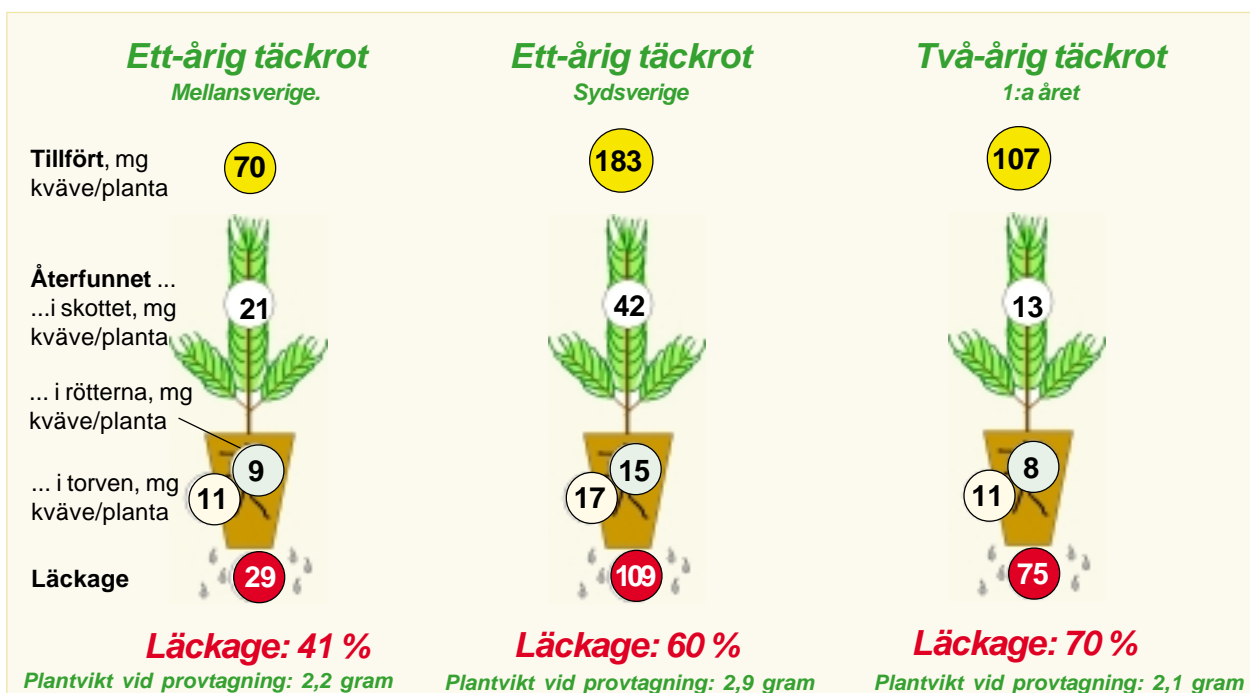 Ett-årig täckrot
Mellansverige.
Ett-årig täckrot
Sydsverige
Två-årig täckrot
1:a året
Tillfört, mg
kväve/planta
70
183
107
Återfunnet ...
...i skottet, mg
kväve/planta
21
42
13
... i rötterna, mg
kväve/planta
9
15
8
... i torven, mg
kväve/planta
11
17
11
Läckage
29
109
75
Läckage: 41 %
Läckage: 60 %
Läckage: 70 %
Plantvikt vid provtagning: 2,2 gram
Plantvikt vid provtagning: 2,9 gram
Plantvikt vid provtagning: 2,1 gram